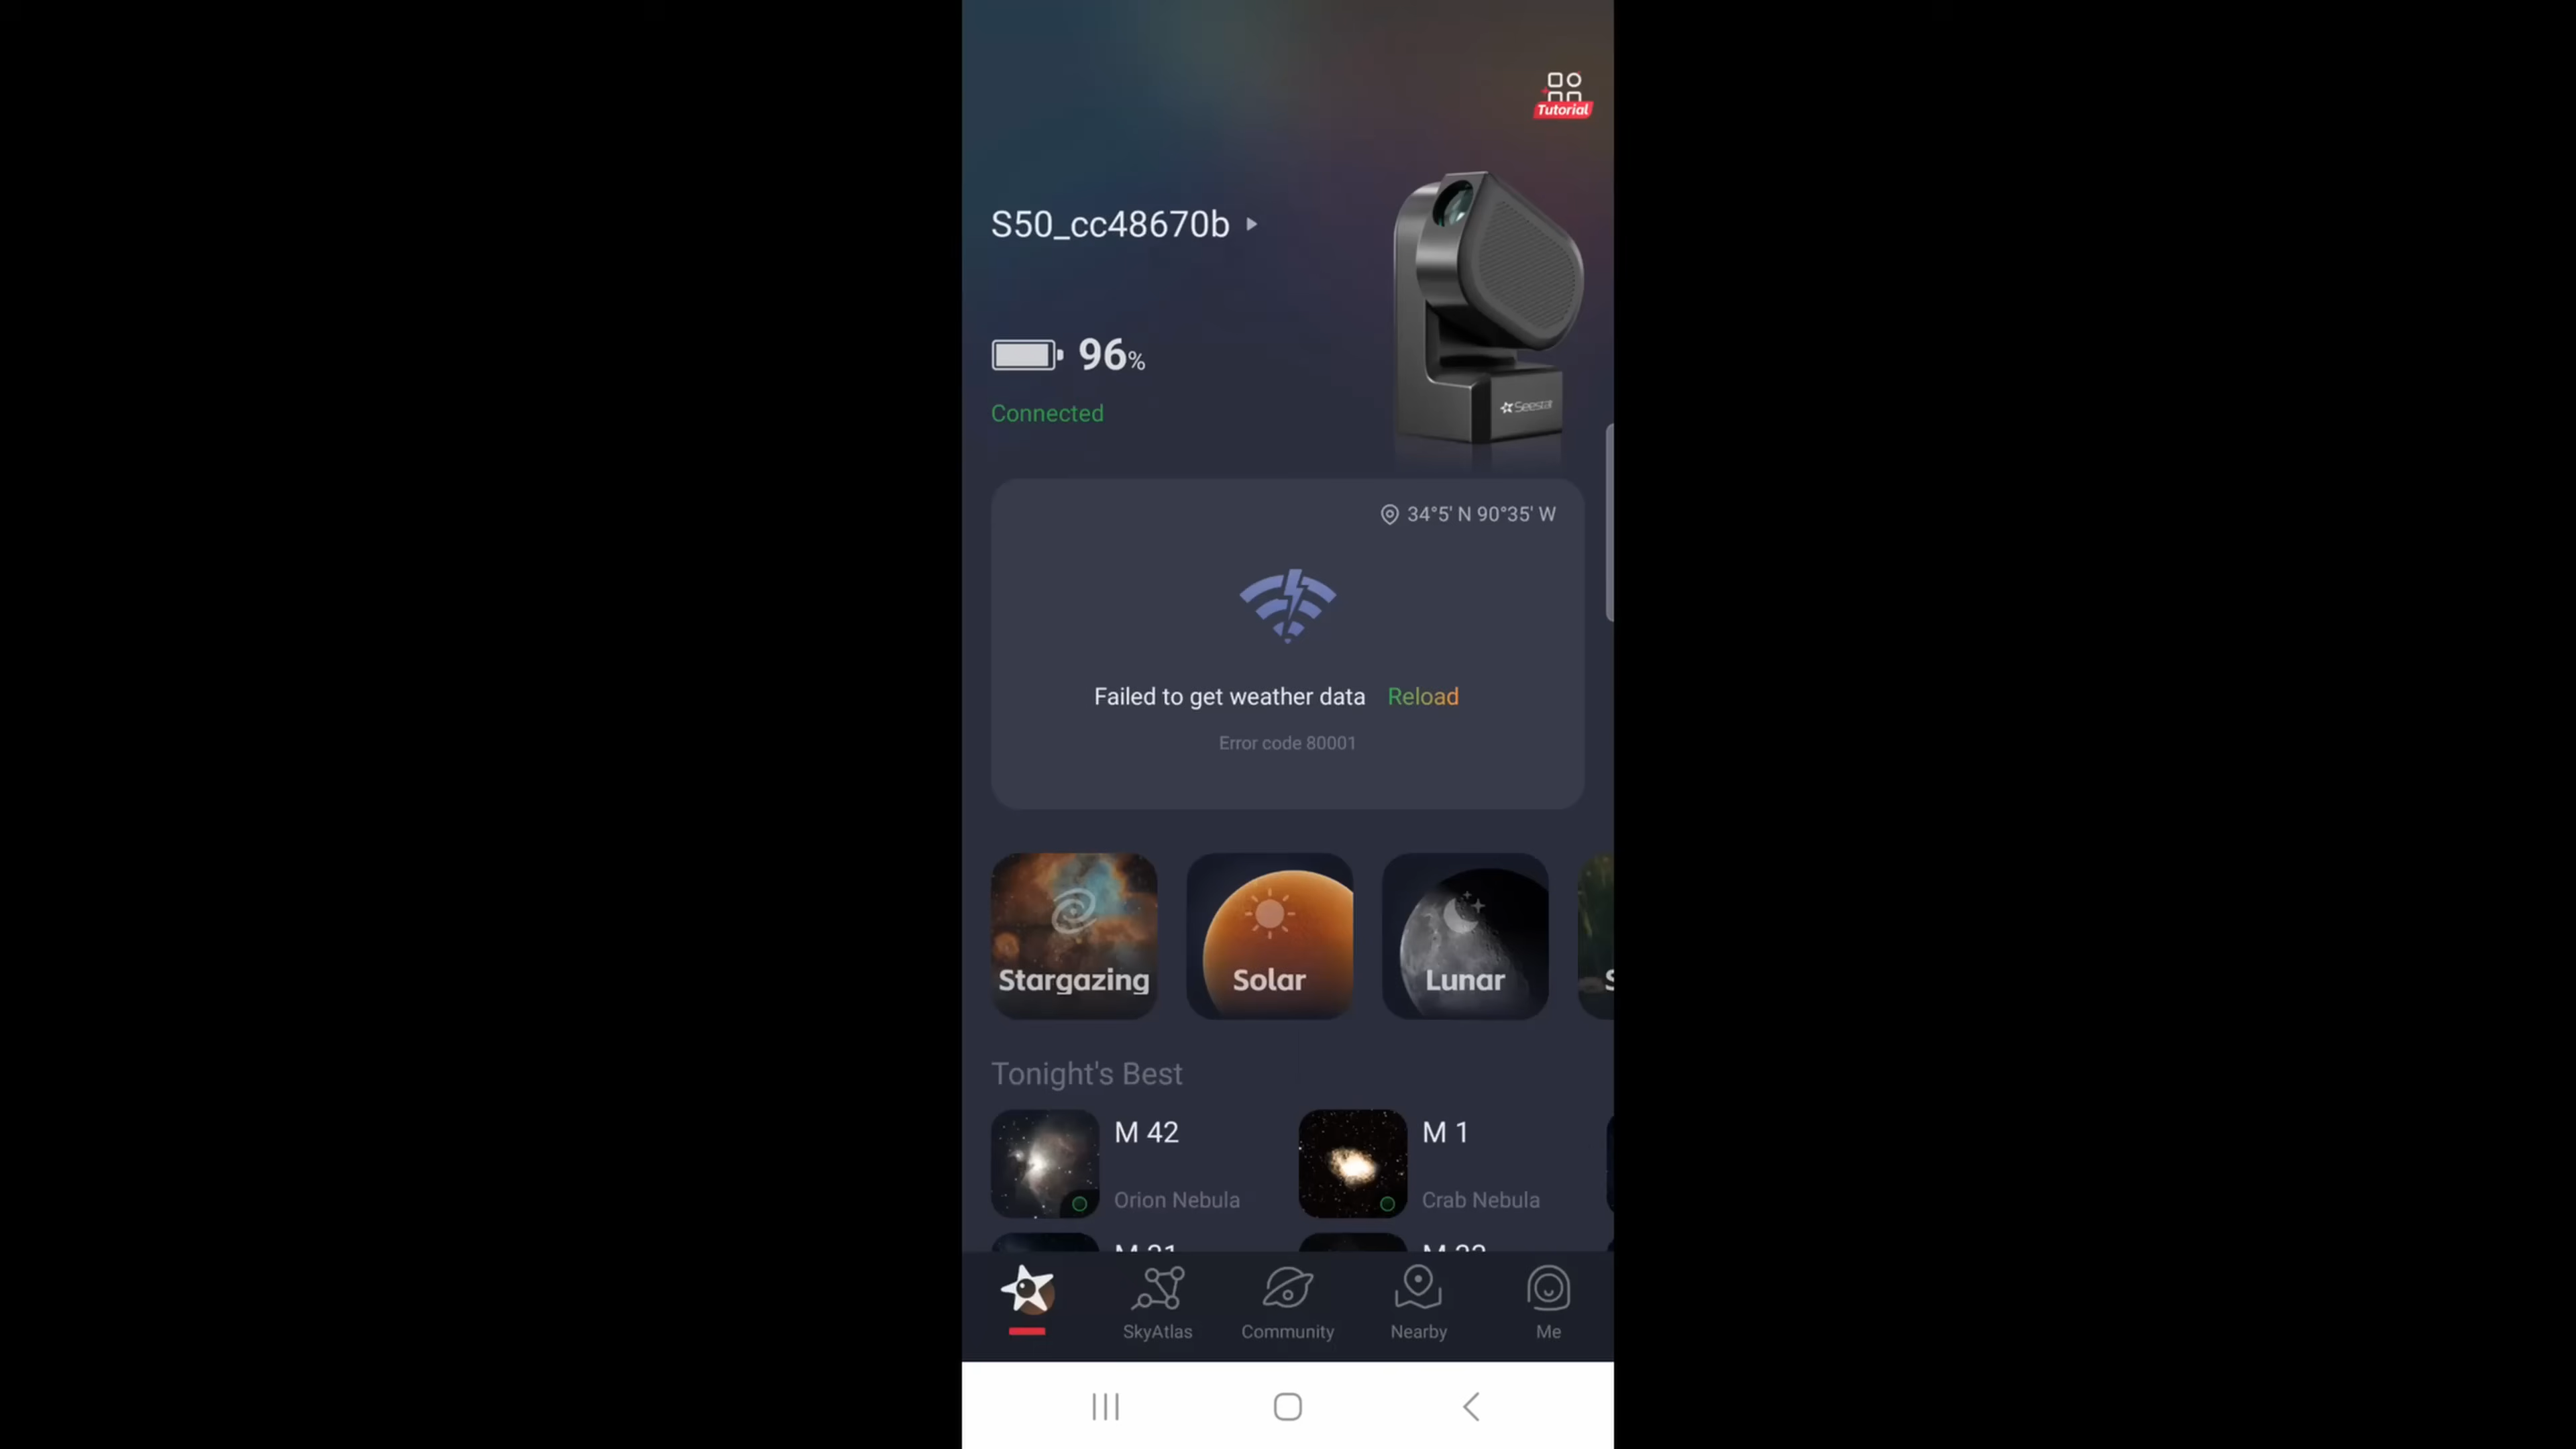 Tutorial
S50_cc48670b
96%
Connected
Seestar
34°5' N 90°35' W
Failed to get weather data Reload
Error code 80001
Stargazing
Solar
Lunar
Tonight's Best
M 42
M 1
Orion Nebula
Crab Nebula
SkyAtlas
Community
Nearby
Me